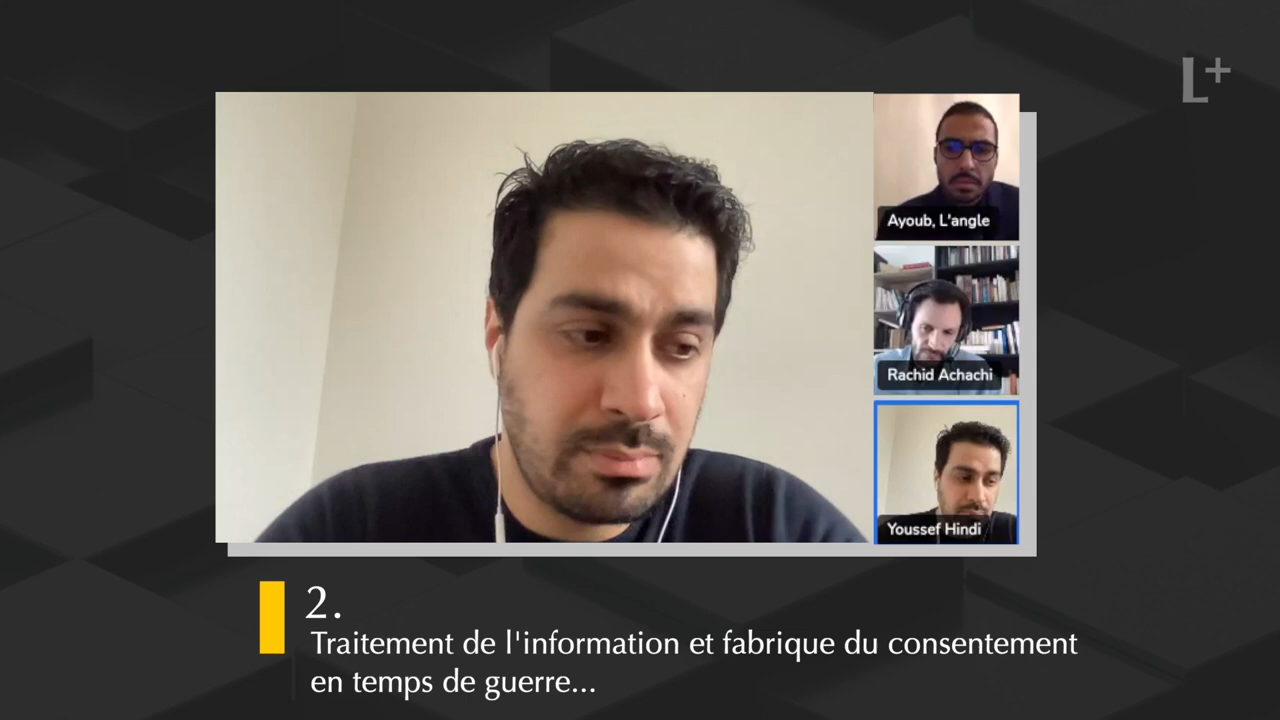 L+
Ayoub, L'angle
Rachid Achachi
Youssef Hindi
2.
Traitement de l'information et fabrique du consentement
en temps de guerre...